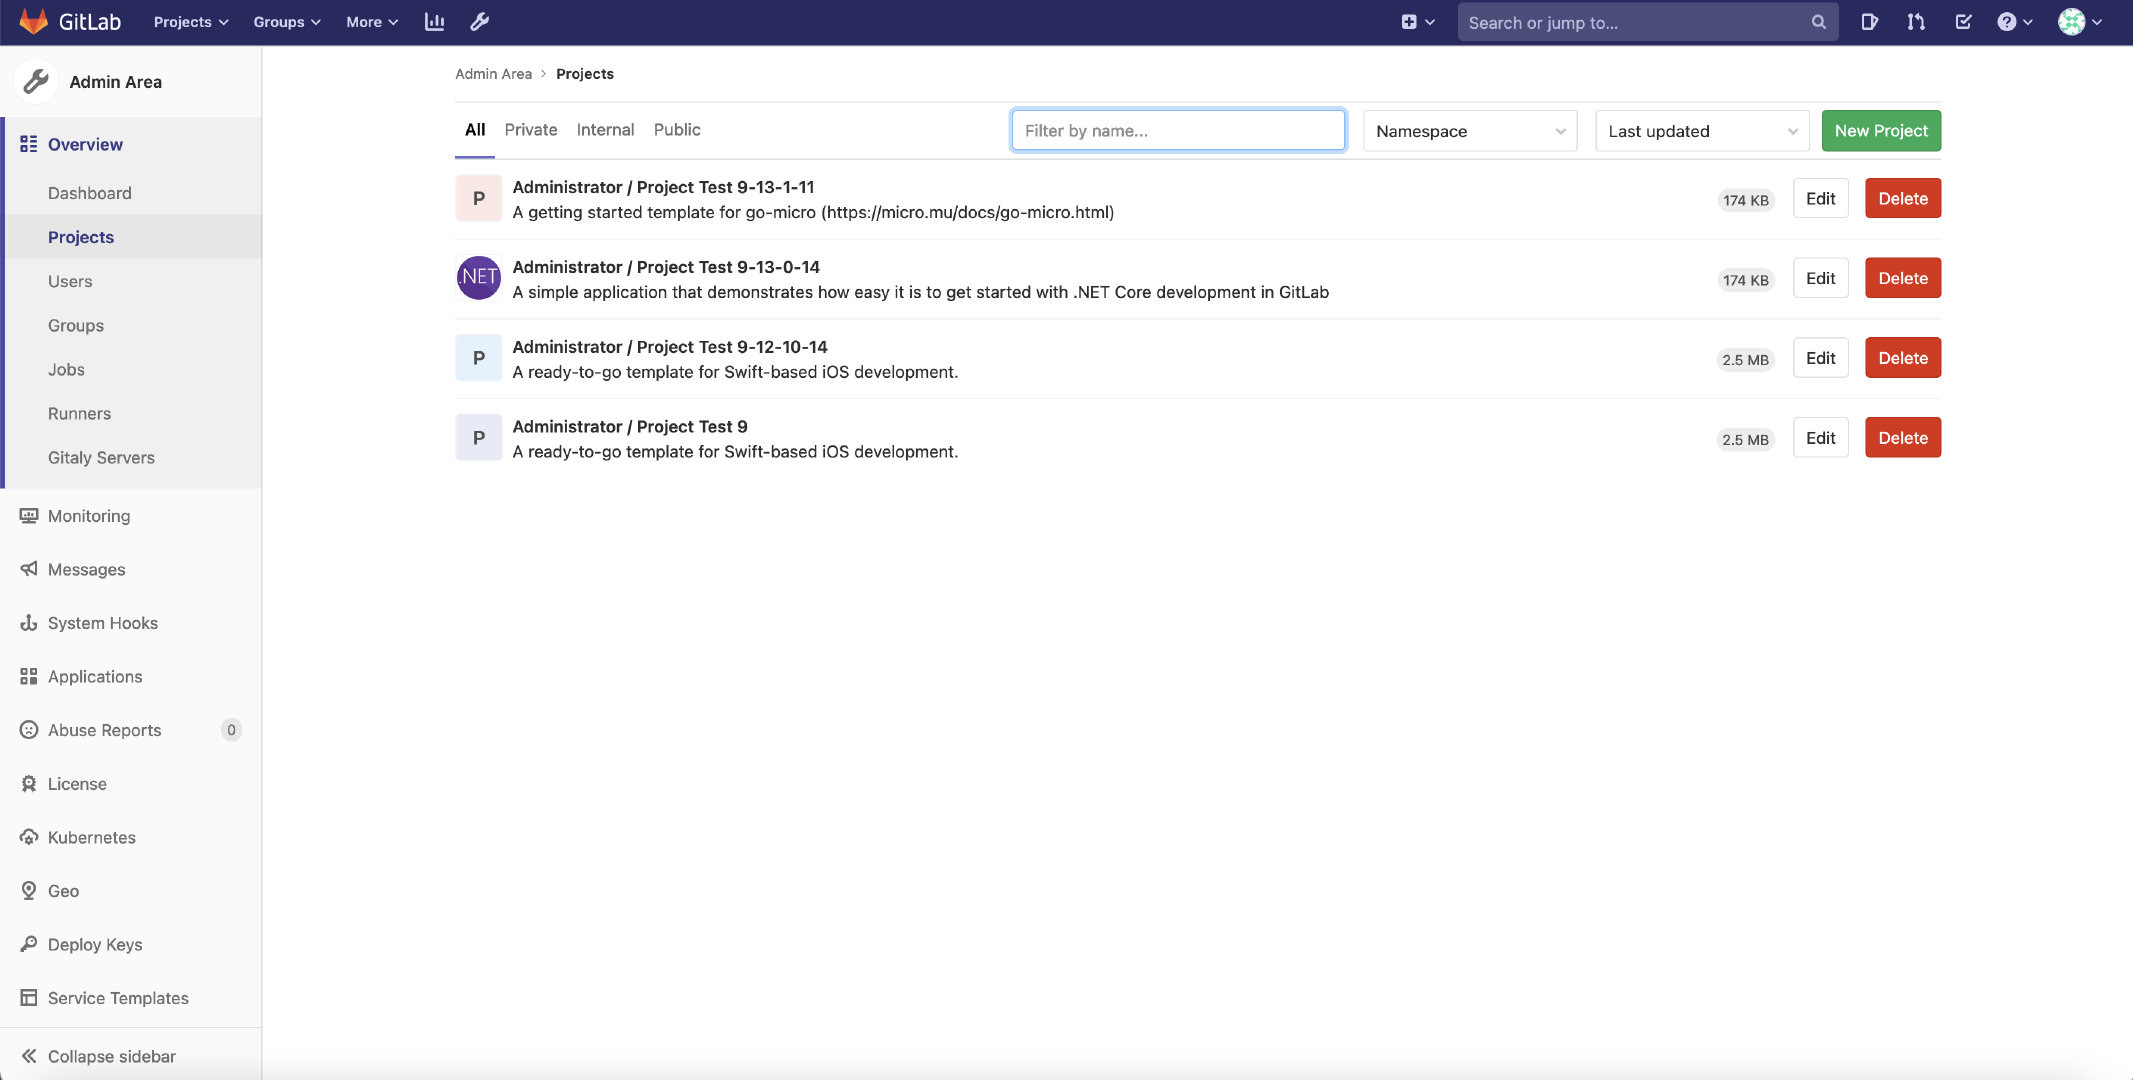 GitLab
Projects
Groups
More
Search or jump to...
Admin Area
Overview
Dashboard
Projects
Users
Groups
Jobs
Runners
Gitaly Servers
Monitoring
Messages
System Hooks
Applications
Abuse Reports 0
License
Kubernetes
Geo
Deploy Keys
Service Templates
Collapse sidebar
Admin Area > Projects
All Private Internal Public
Filter by name...
Namespace
Last updated
New Project
P
Administrator / Project Test 9-13-1-11
A getting started template for go-micro (https://micro.mu/docs/go-micro.html)
174 KB Edit Delete
.NET
Administrator / Project Test 9-13-0-14
A simple application that demonstrates how easy it is to get started with .NET Core development in GitLab
174 KB Edit Delete
P
Administrator / Project Test 9-12-10-14
A ready-to-go template for Swift-based iOS development.
2.5 MB Edit Delete
P
Administrator / Project Test 9
A ready-to-go template for Swift-based iOS development.
2.5 MB Edit Delete